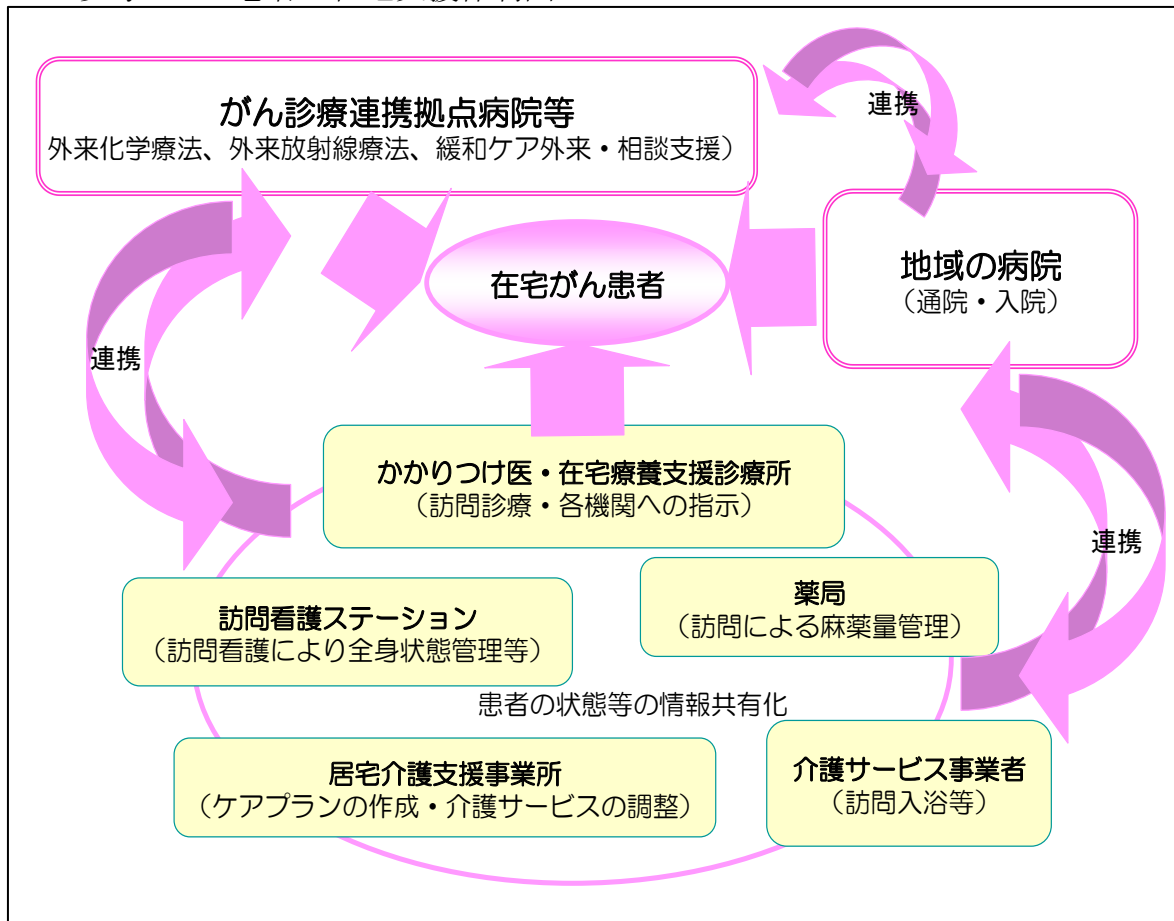 がん診療連携拠点病院等
外来化学療法、外来放射線療法、緩和ケア外来・相談支援）
連携
在宅がん患者
地域の病院
（通院・入院）
連携
かかりつけ医・在宅療養支援診療所
（訪問診療・各機関への指示）
連携
訪問看護ステーション
（訪問看護により全身状態管理等）
薬局
（訪問による麻薬量管理）
患者の状態等の情報共有化
居宅介護支援事業所
（ケアプランの作成・介護サービスの調整）
介護サービス事業者
（訪問入浴等）